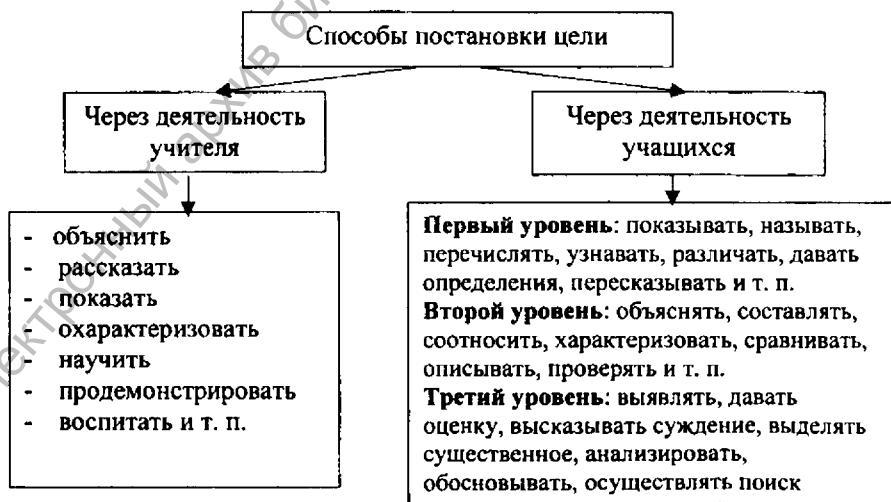 Способы постановки цели
Через деятельность
учителя
- объяснить
- рассказать
- показать
- охарактеризовать
- научить
- продемонстрировать
- воспитать и т. п.
Через деятельность
учащихся
Первый уровень: показывать, называть,
перечислять, узнавать, различать, давать
определения, пересказывать и т. п.
Второй уровень: объяснять, составлять,
соотносить, характеризовать, сравнивать,
описывать, проверять и т. п.
Третий уровень: выявлять, давать
оценку, высказывать суждение, выделять
существенное, анализировать,
обосновывать, осуществлять поиск
архив